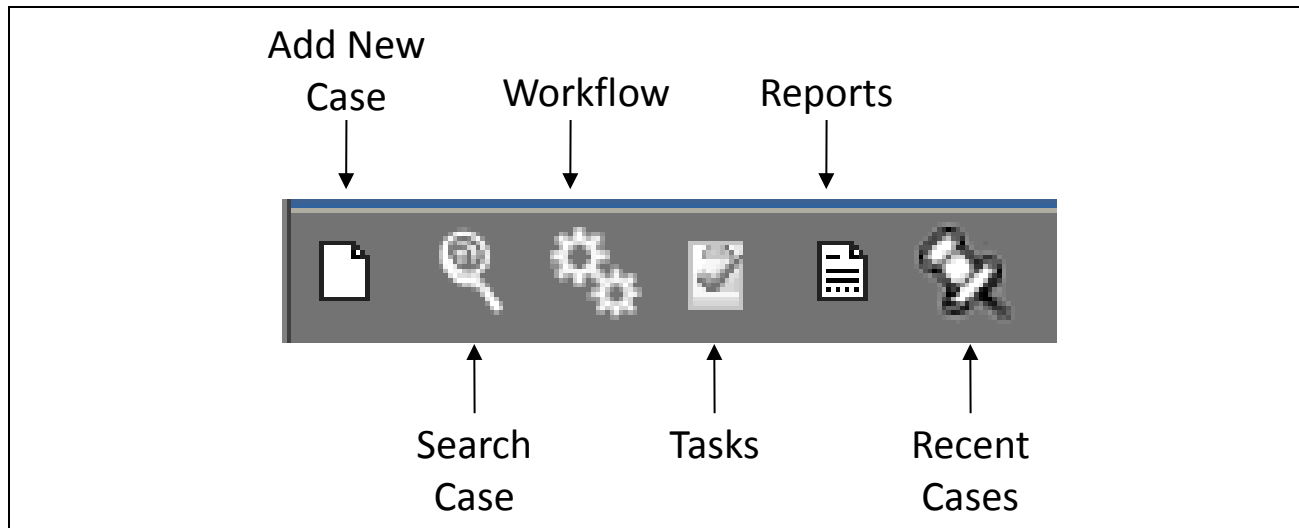 Add New
Case
Workflow
Reports
Search
Case
Tasks
Recent
Cases